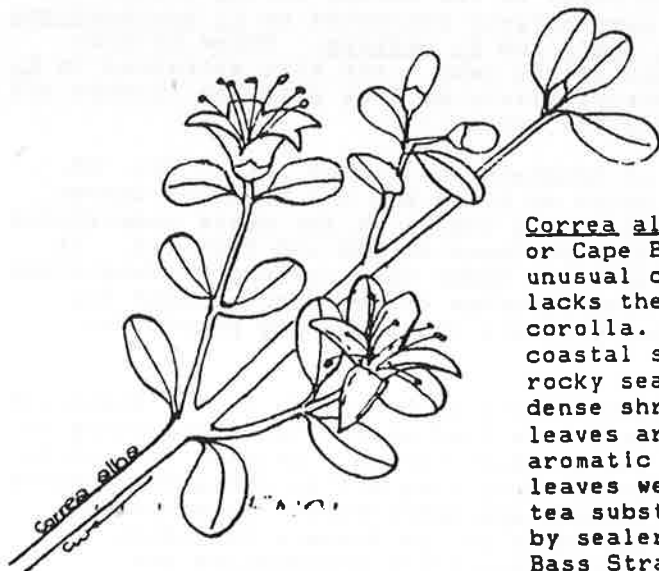 Correa al
or Cape B
unusual c
lacks the
corolla.
coastal s
rocky sea
dense shr
leaves ar
aromatic
leaves we
tea subst
by sealer
Bass Stra
Correa alba